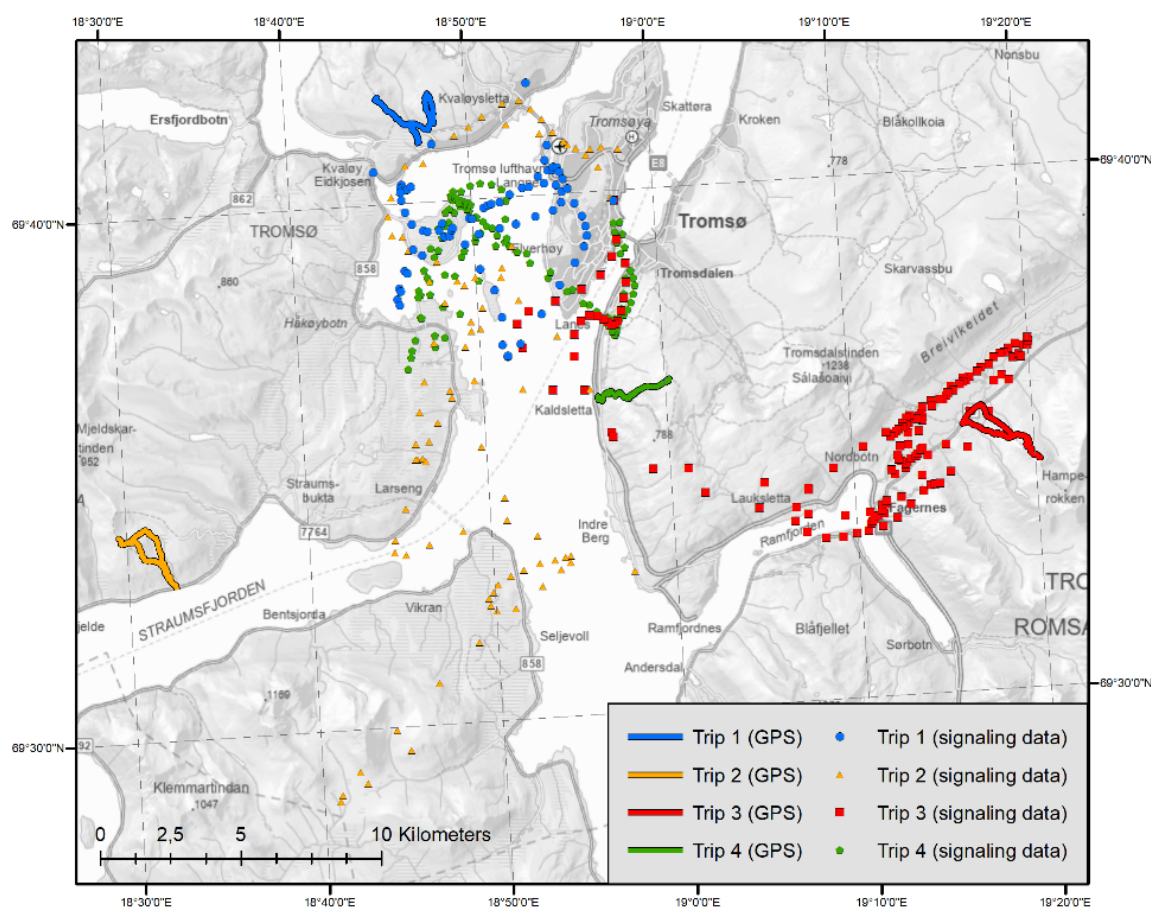 18°30'0"E 18°40'0"E 18°50'0"E 19°0'0"E 19°10'0"E 19°20'0"E
Nonsbu
Kvaløysletta
Skattøra
Ersfjordbotn
Tromsøya
H
Kroken
Blåkollkoia
E8
778
69°40'0"N
Kvaløy
Eidkjosen
Tromsø lufthavn
Langnes
862
69°40'0"N
TROMSØ
Elverhøy
Tromsø
858
Tromsdalen
Skarvassbu
860
Håkøybotn
Lanes
Breivikeidet
Tromsdalstinden
1238
Sålašoaivi
Kaldsletta
Mjeldskar-
tinden
952
788
Nordbotn
Hampe-
rokken
Straums-
bukta
Larseng
Lauksletta
Fagernes
7764
Indre
Berg
Ramfjorden
STRAUMSFJORDEN
Vikran
Bentsjorda
jelde
Seljevoll
Ramfjordnes
Blåfjellet
TRO
ROMSA
Sørbotn
858
Andersdal
69°30'0"N
1169
69°30'0"N
92
Klemmartindan
1047
0 2,5 5 10 Kilometers
Trip 1 (GPS) Trip 1 (signaling data)
Trip 2 (GPS) Trip 2 (signaling data)
Trip 3 (GPS) Trip 3 (signaling data)
Trip 4 (GPS) Trip 4 (signaling data)
18°30'0"E 18°40'0"E 18°50'0"E 19°0'0"E 19°10'0"E 19°20'0"E